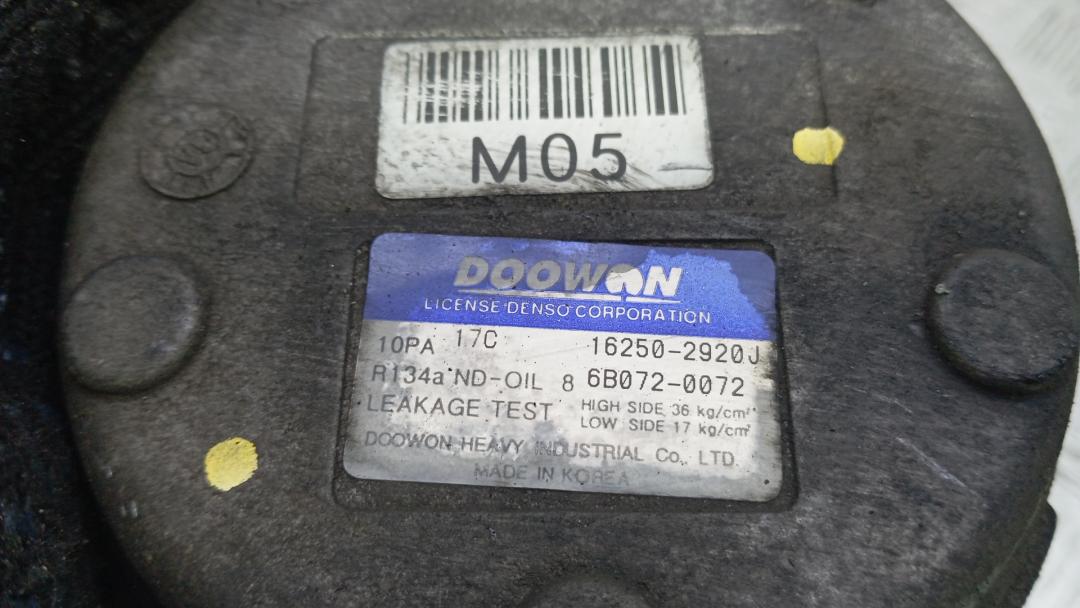 M05
DOOWON
LICENSE DENSO CORPORATION
10PA 17C 16250-2920J
R134a ND-OIL 8 6B072-0072
LEAKAGE TEST HIGH SIDE 36 kg/cm²
LOW SIDE 17 kg/cm²
DOOWON HEAVY INDUSTRIAL Co., LTD.
MADE IN KOREA